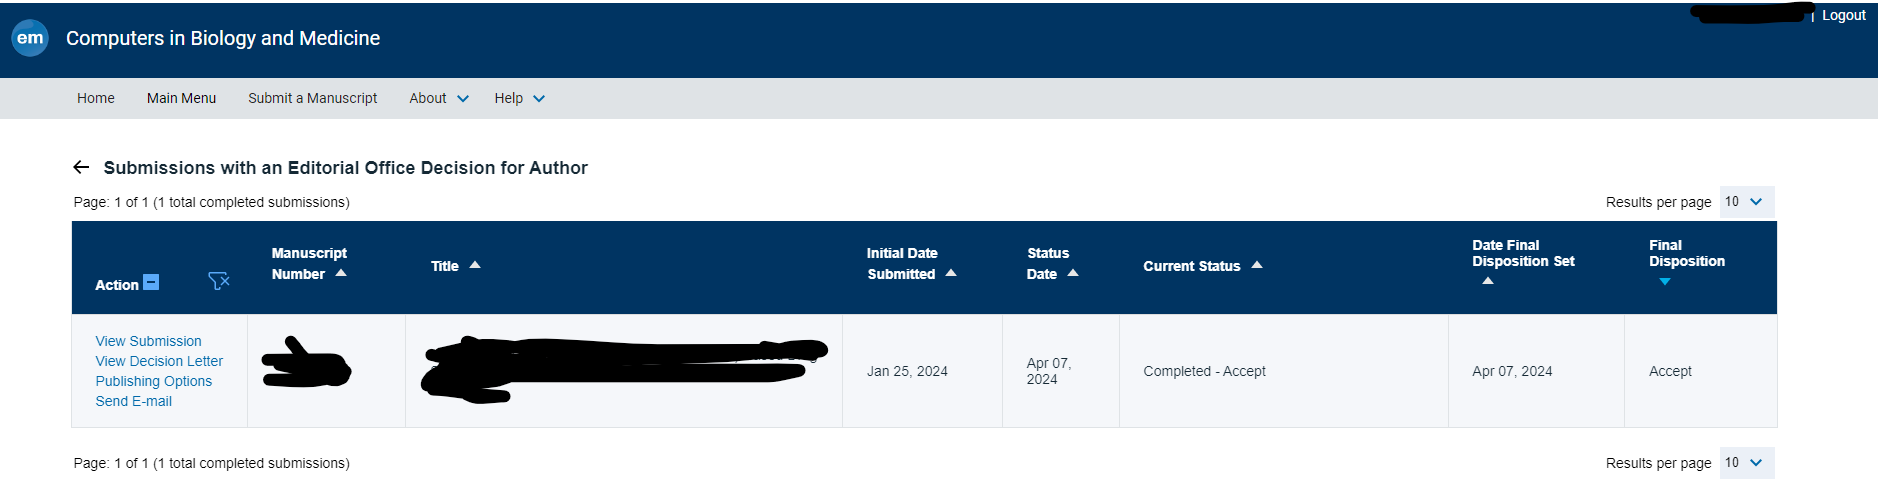 | Logout
em Computers in Biology and Medicine
Home Main Menu Submit a Manuscript About Help
Submissions with an Editorial Office Decision for Author
Page: 1 of 1 (1 total completed submissions)
Results per page 10
Action
Manuscript
Number
Title
Initial Date
Submitted
Status
Date
Current Status
Date Final
Disposition Set
Final
Disposition
View Submission
View Decision Letter
Publishing Options
Send E-mail
Jan 25, 2024
Apr 07,
2024
Completed - Accept
Apr 07, 2024
Accept
Page: 1 of 1 (1 total completed submissions)
Results per page 10